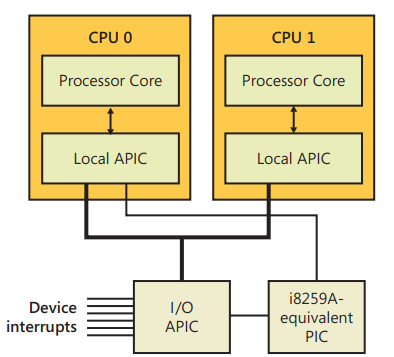 CPU 0
CPU 1
Processor Core
Processor Core
Local APIC
Local APIC
Device
interrupts
I/O
APIC
i8259A-
equivalent
PIC